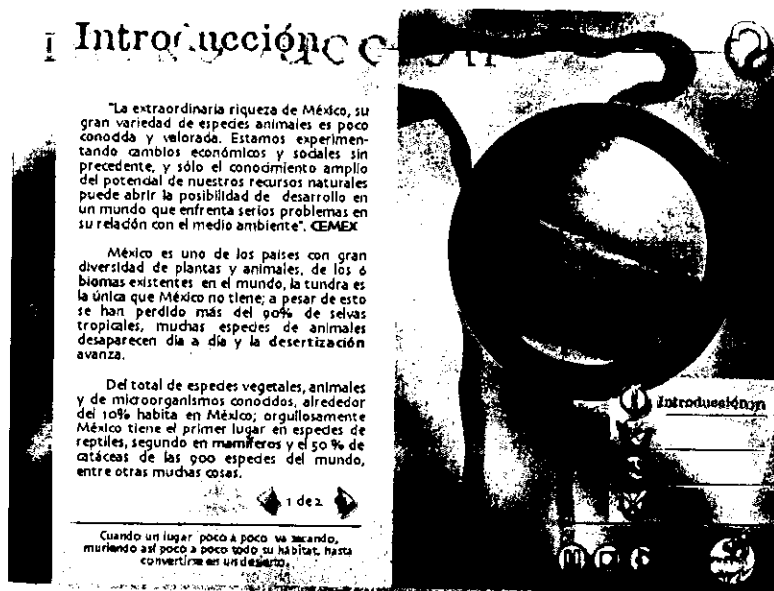 Introducción
"La extraordinaria riqueza de México, su
gran variedad de especies animales es poco
conocida y valorada. Estamos experimen-
tando cambios económicos y sociales sin
precedente, y sólo el conocimiento amplio
del potencial de nuestros recursos naturales
puede abrir la posibilidad de desarrollo en
un mundo que enfrenta serios problemas en
su relación con el medio ambiente". CEMEX
México es uno de los países con gran
diversidad de plantas y animales, de los 6
biomas existentes en el mundo, la tundra es
la única que México no tiene; a pesar de esto
se han perdido más del 90% de selvas
tropicales, muchas especies de animales
desaparecen día a día y la desertización
avanza.
Del total de especies vegetales, animales
y de microorganismos conocidos, alrededor
del 10% habita en México; orgullosamente
México tiene el primer lugar en especies de
reptiles, segundo en mamíferos y el 50 % de
catáceas de las 900 especies del mundo,
entre otras muchas cosas.
1 de 2
Introducción
Cuando un lugar poco a poco va secando,
muriendo así poco a poco todo su hábitat, hasta
convertirse en un desierto.